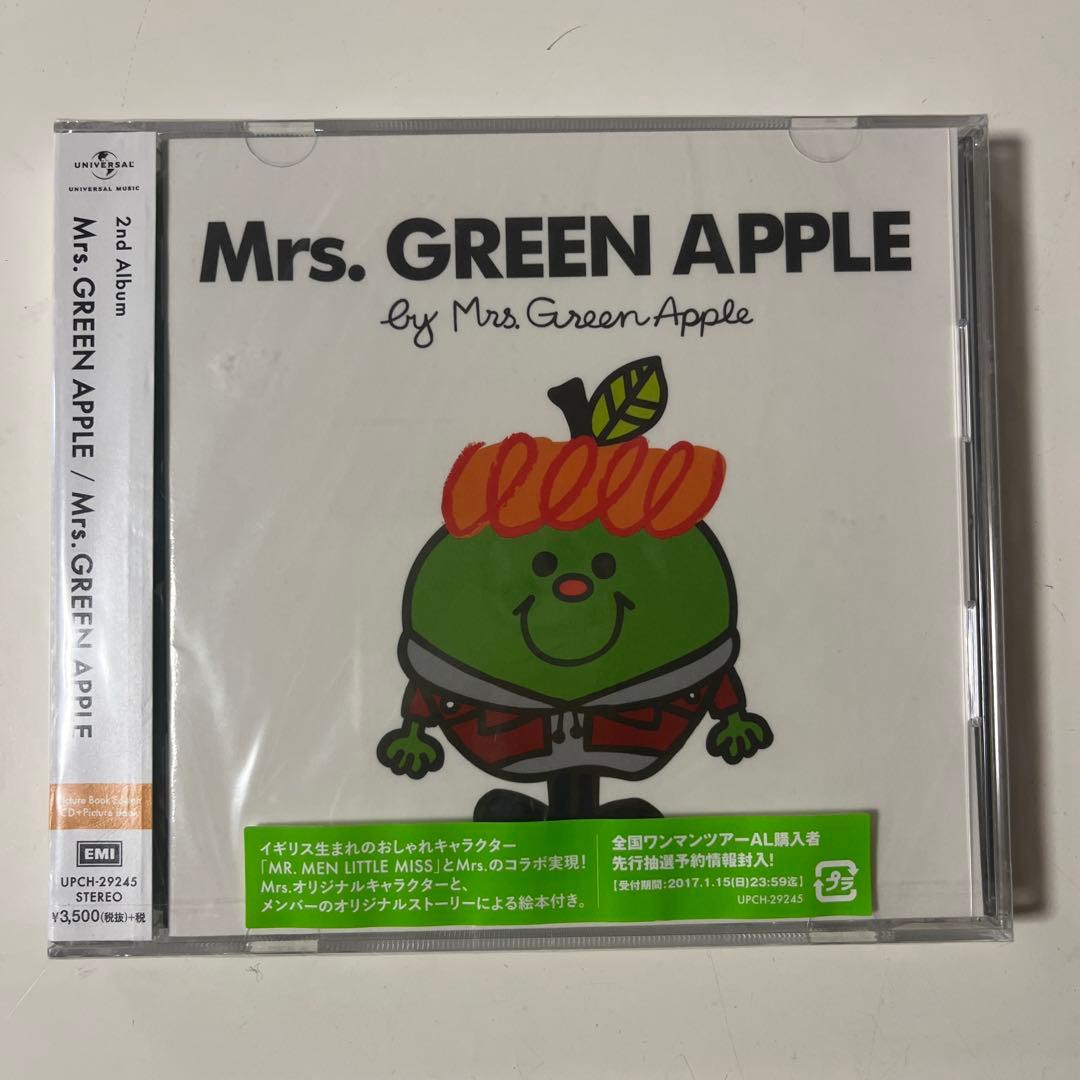 UNIVERSAL
UNIVERSAL MUSIC
2nd Album
Mrs. GREEN APPLE / Mrs. GREEN APPLE
Picture Book Edition
CD+Picture Book
EMI
UPCH-29245
STEREO
¥3,500(税抜)+税
Mrs. GREEN APPLE
by Mrs. Green Apple
イギリス生まれのおしゃれキャラクター
「MR. MEN LITTLE MISS」とMrs.のコラボ実現!
Mrs.オリジナルキャラクターと、
メンバーのオリジナルストーリーによる絵本付き。
全国ワンマンツアーAL購入者
先行抽選予約情報封入!
【受付期間:2017.1.15(日)23:59迄】
UPCH-29245
プラ